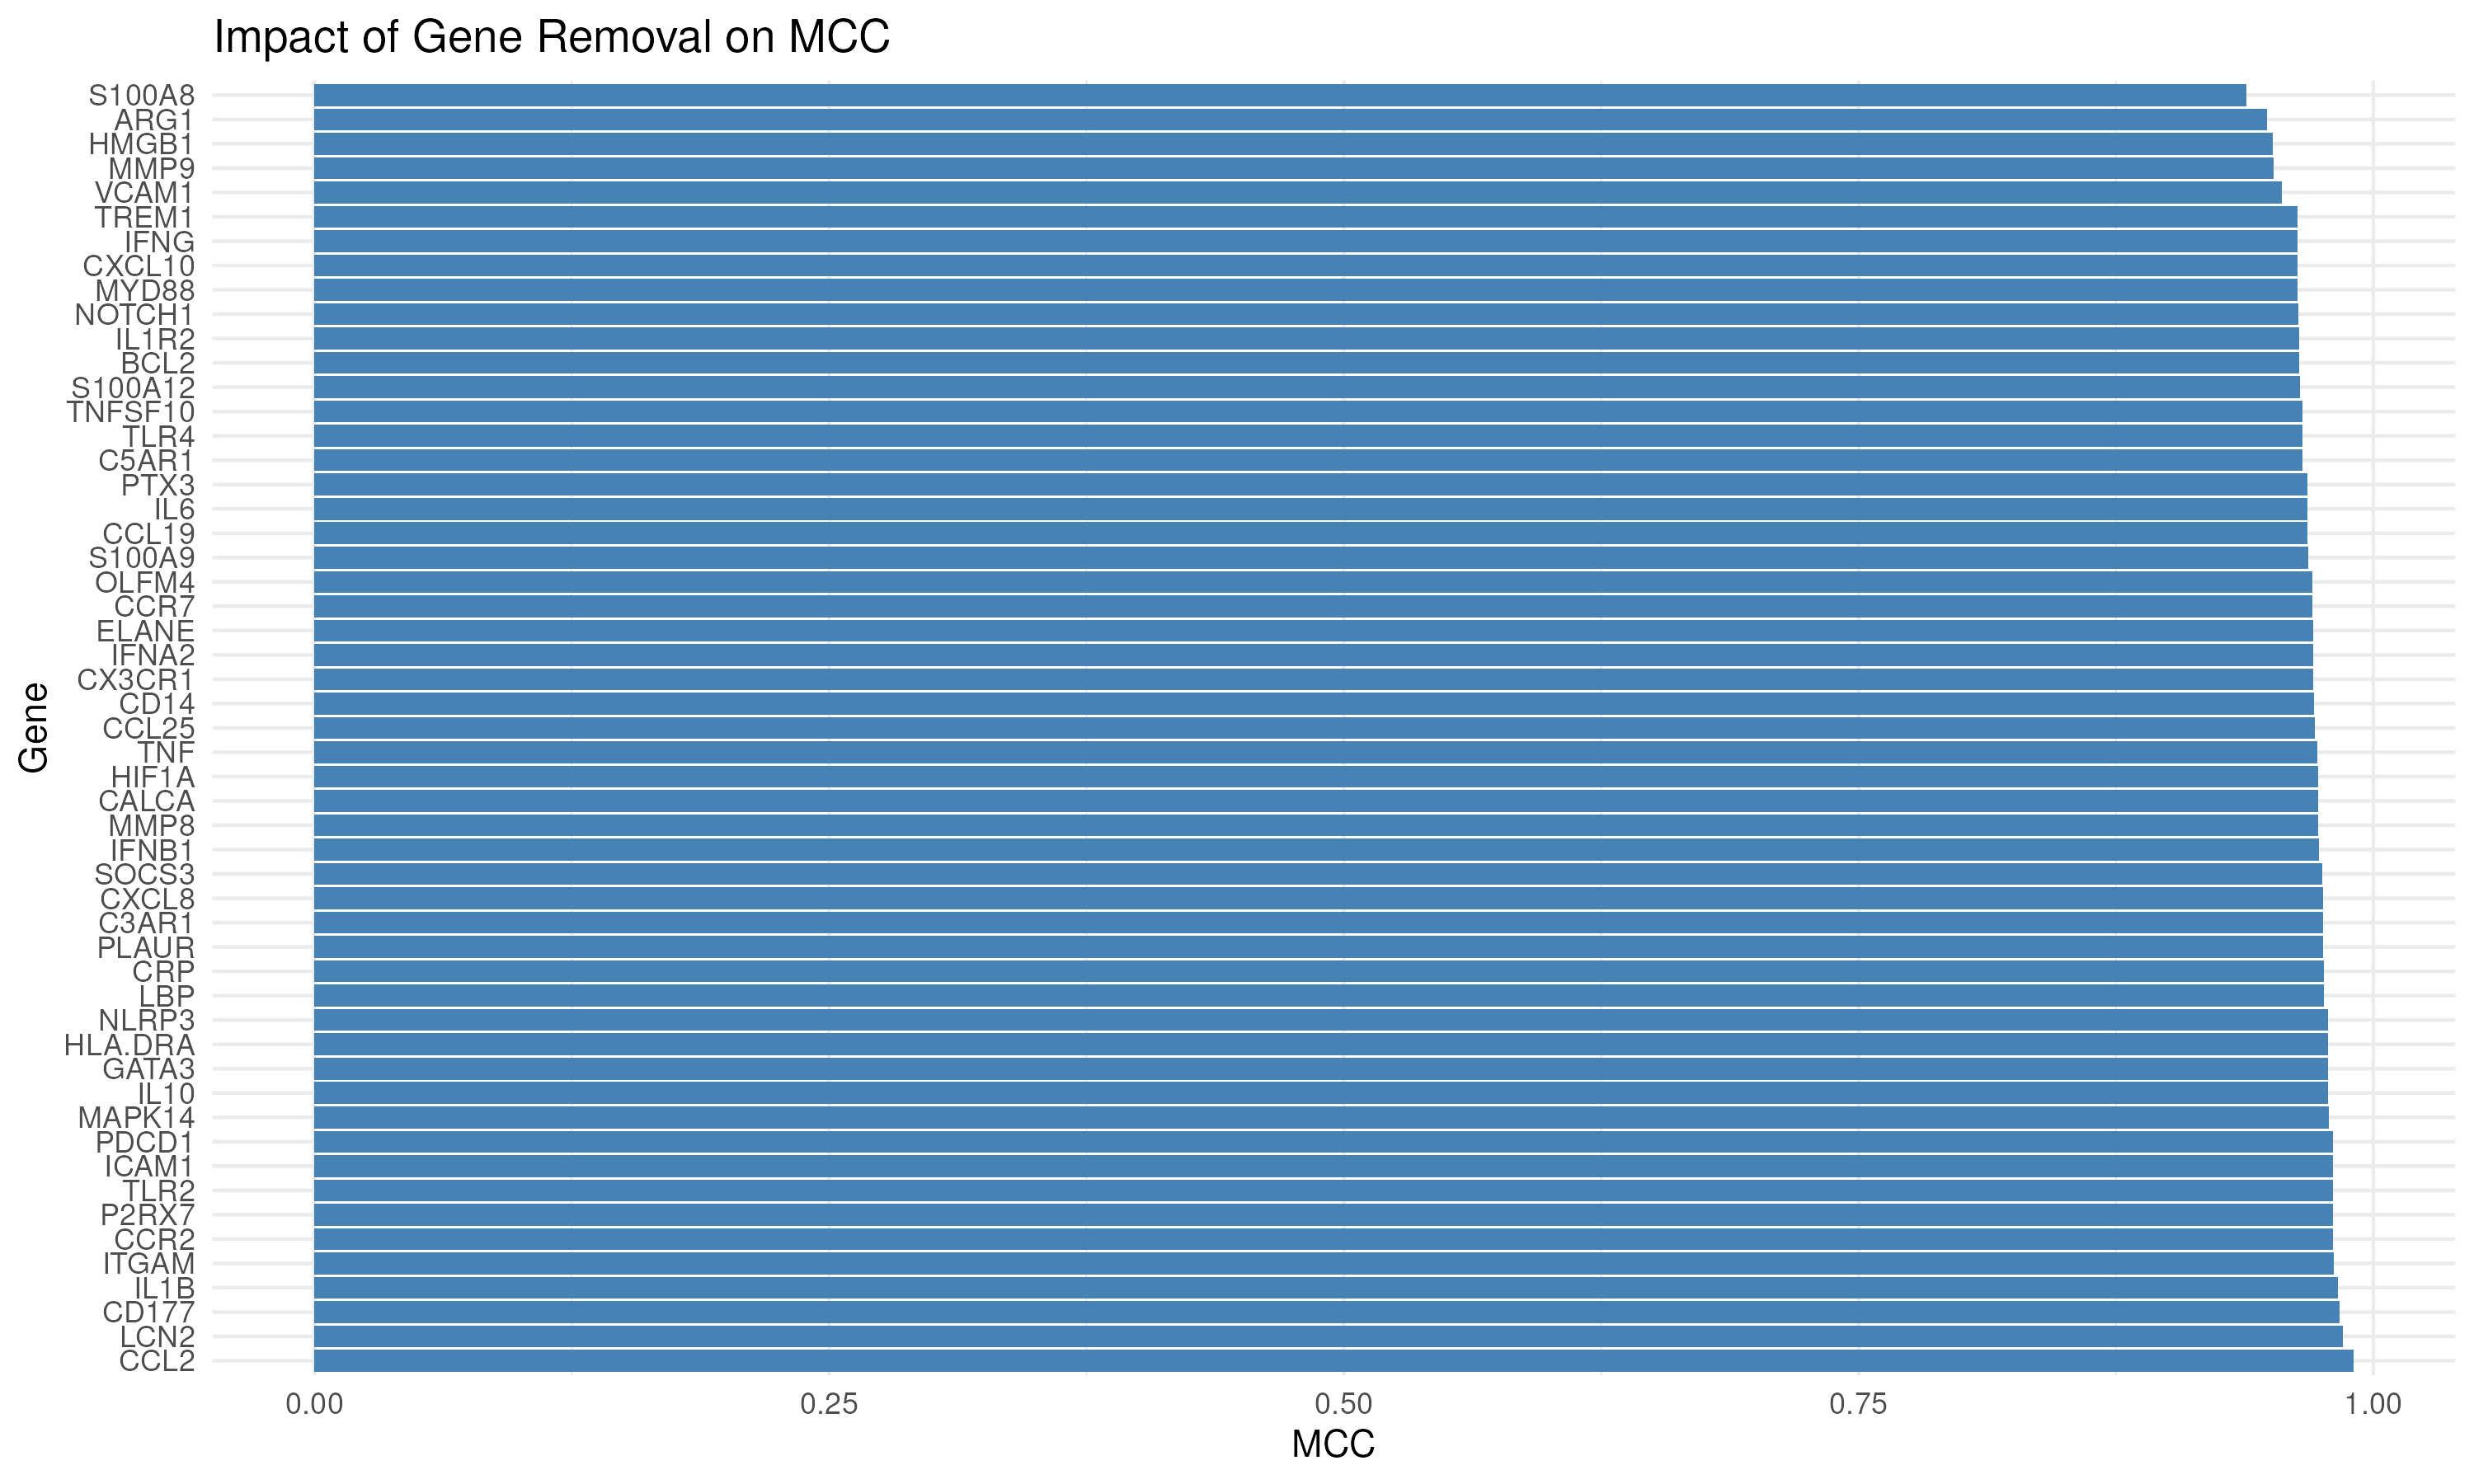 Impact of Gene Removal on MCC
S100A8
ARG1
HMGB1
MMP9
VCAM1
TREM1
IFNG
CXCL10
MYD88
NOTCH1
IL1R2
BCL2
S100A12
TNFSF10
TLR4
C5AR1
PTX3
IL6
CCL19
S100A9
OLFM4
CCR7
ELANE
IFNA2
CX3CR1
CD14
CCL25
TNF
HIF1A
CALCA
MMP8
IFNB1
SOCS3
CXCL8
C3AR1
PLAUR
CRP
LBP
NLRP3
HLA.DRA
GATA3
IL10
MAPK14
PDCD1
ICAM1
TLR2
P2RX7
CCR2
ITGAM
IL1B
CD177
LCN2
CCL2
Gene
0.00 0.25 0.50 0.75 1.00
MCC